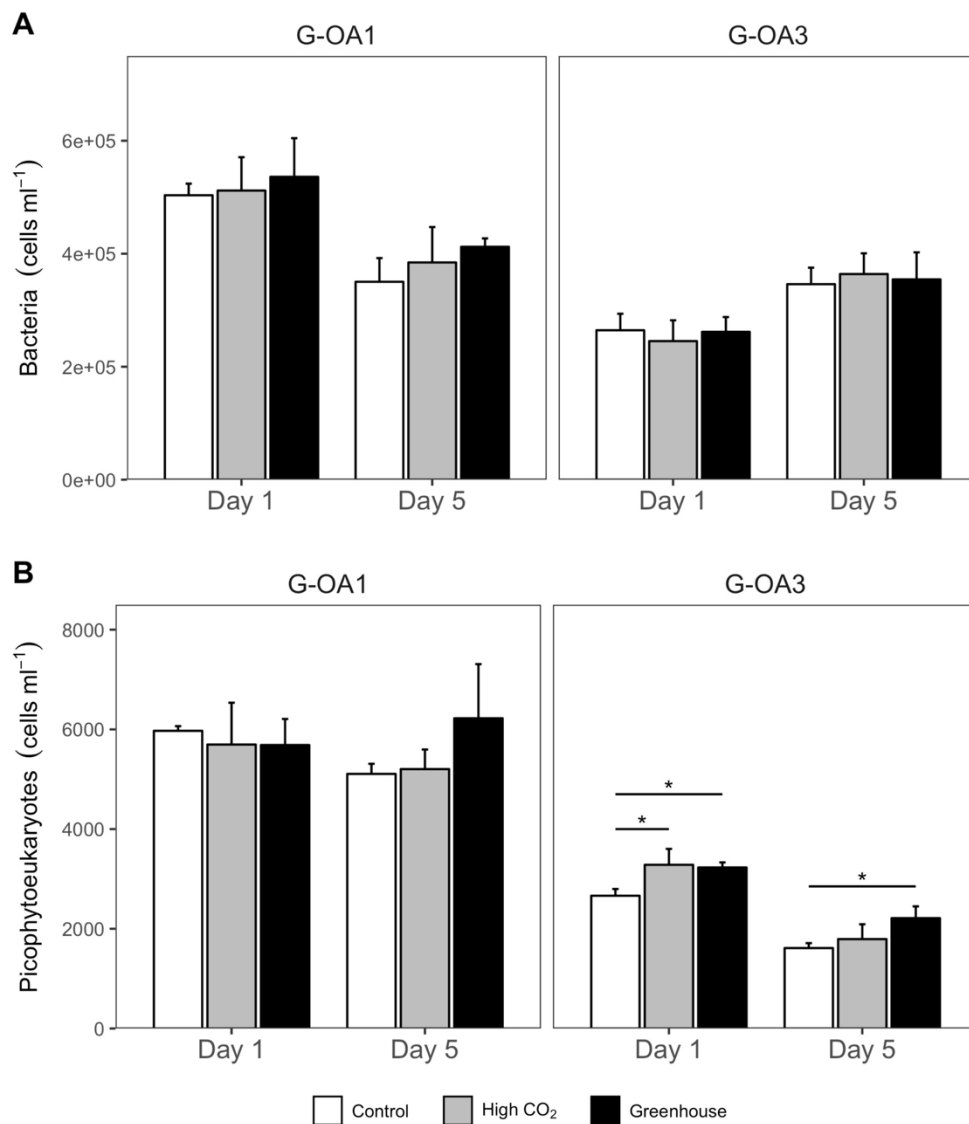 A
G-OA1 G-OA3
Bacteria (cells ml⁻¹)
6e+05
4e+05
2e+05
0e+00
Day 1 Day 5 Day 1 Day 5
B
G-OA1 G-OA3
Picophytoeukaryotes (cells ml⁻¹)
8000
6000
4000
2000
0
*
*
*
Day 1 Day 5 Day 1 Day 5
Control High CO₂ Greenhouse